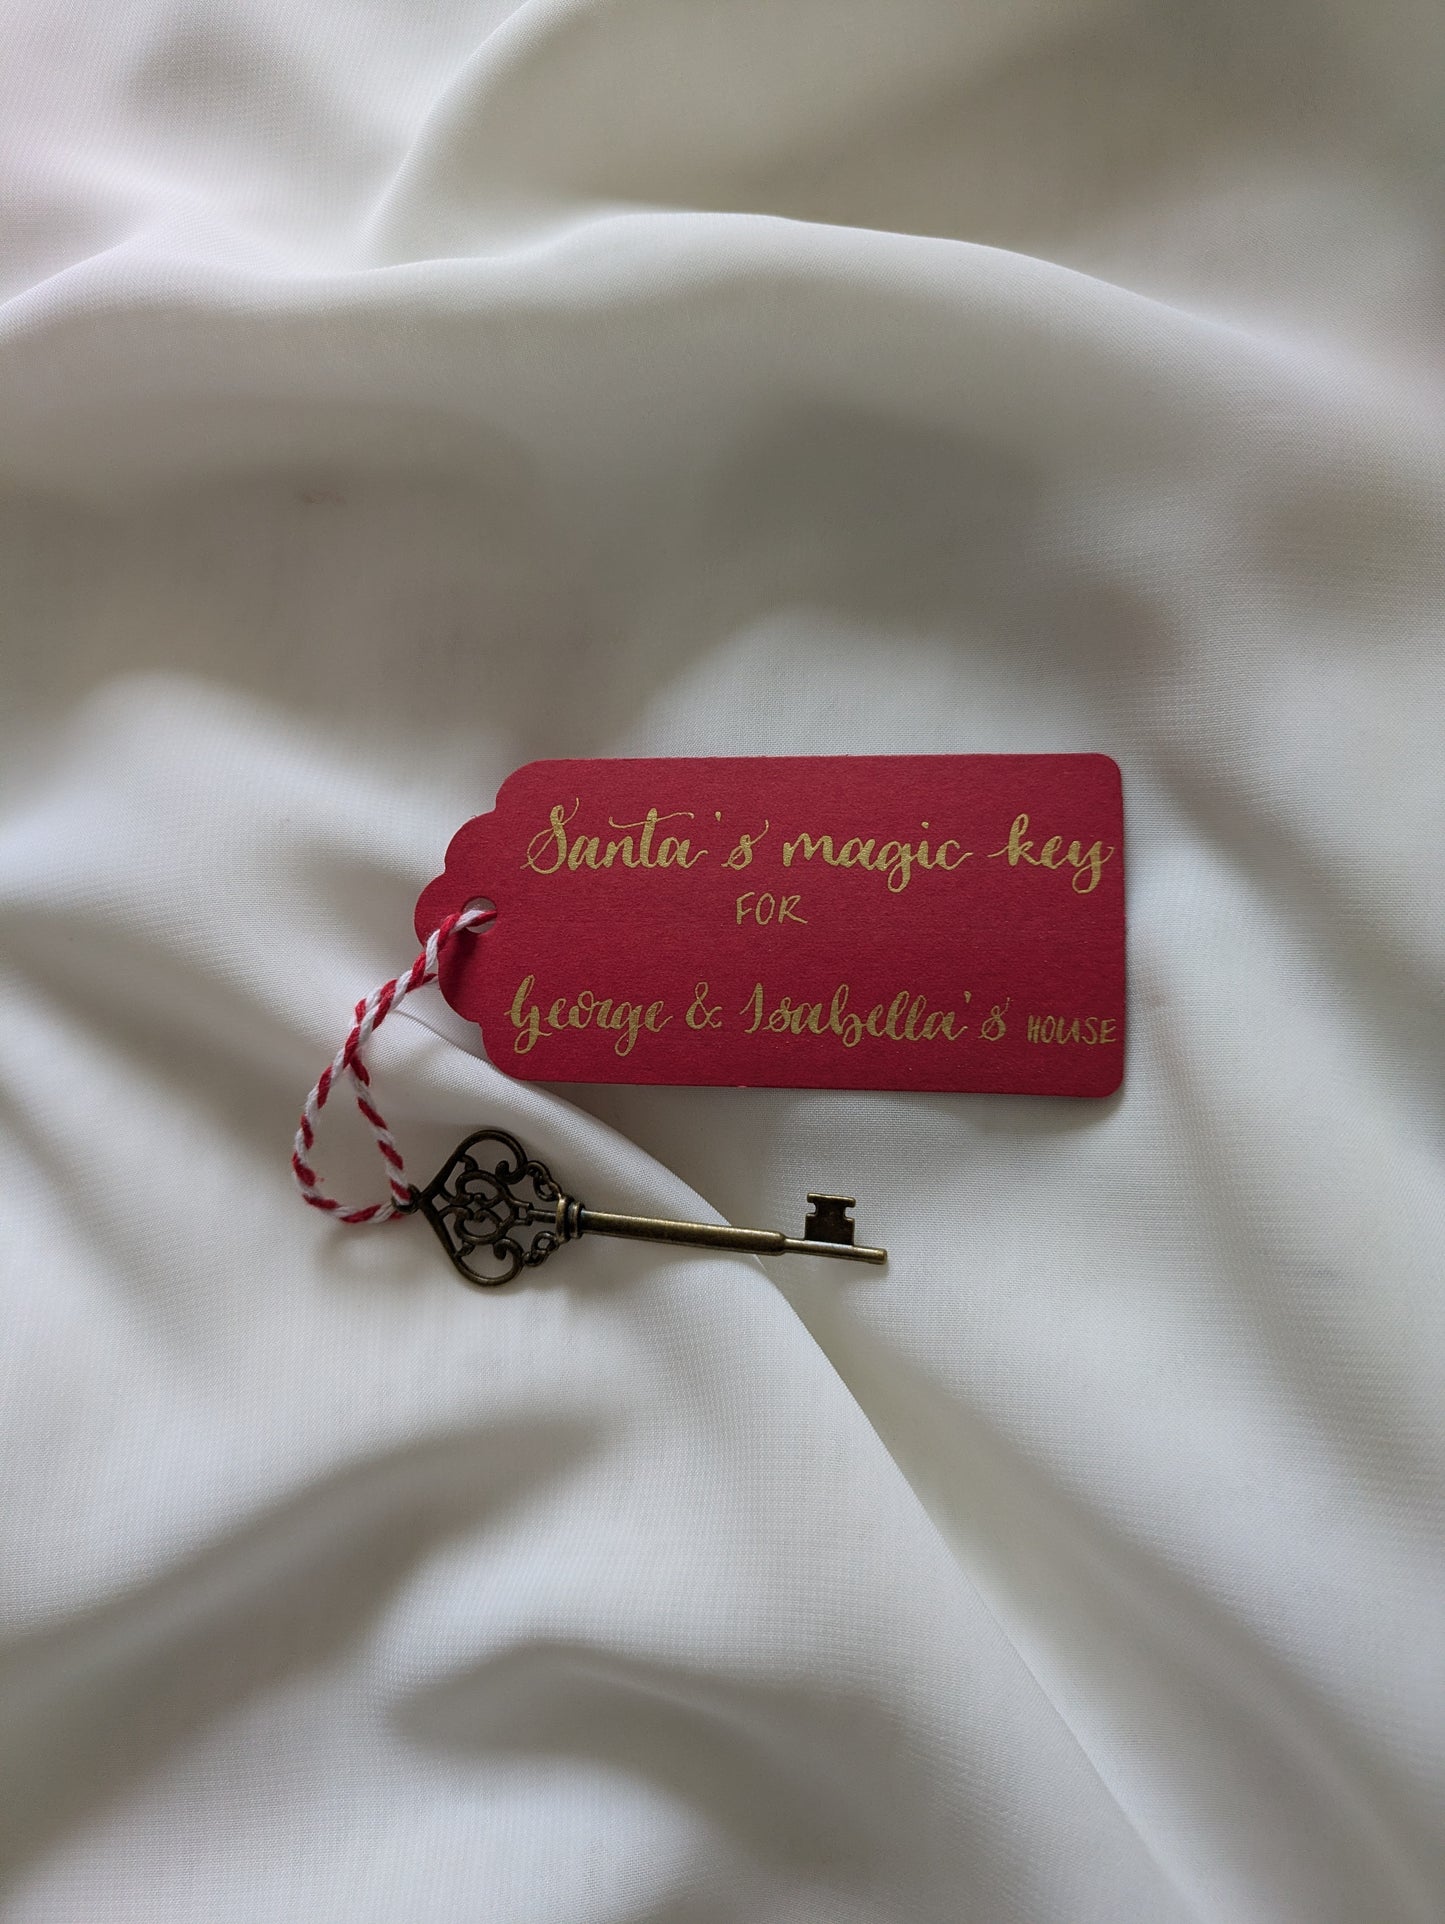 Santa's magic key
FOR
George & Isabella's HOUSE